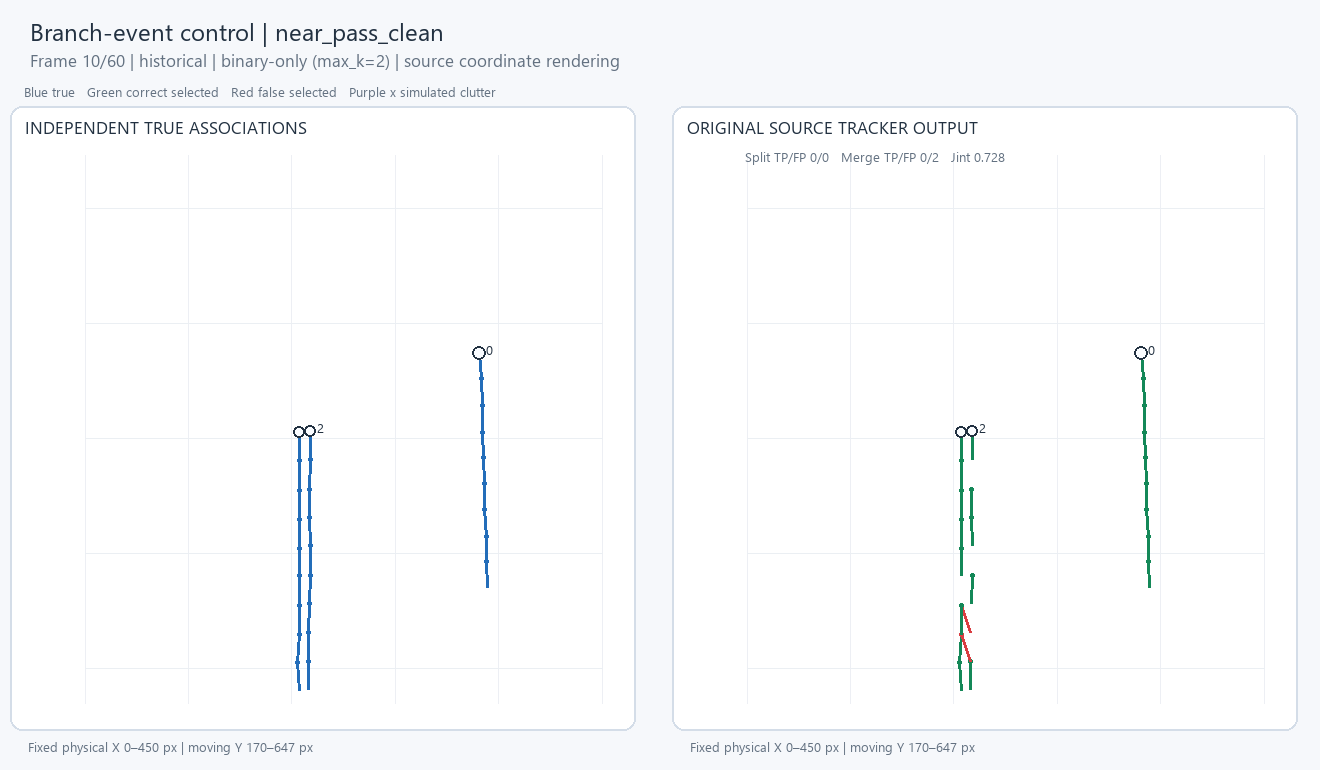 Branch-event control | near_pass_clean
Frame 10/60 | historical | binary-only (max_k=2) | source coordinate rendering
Blue true Green correct selected Red false selected Purple x simulated clutter
INDEPENDENT TRUE ASSOCIATIONS
0
2
Fixed physical X 0–450 px | moving Y 170–647 px
ORIGINAL SOURCE TRACKER OUTPUT
Split TP/FP 0/0 Merge TP/FP 0/2 Jint 0.728
0
2
Fixed physical X 0–450 px | moving Y 170–647 px